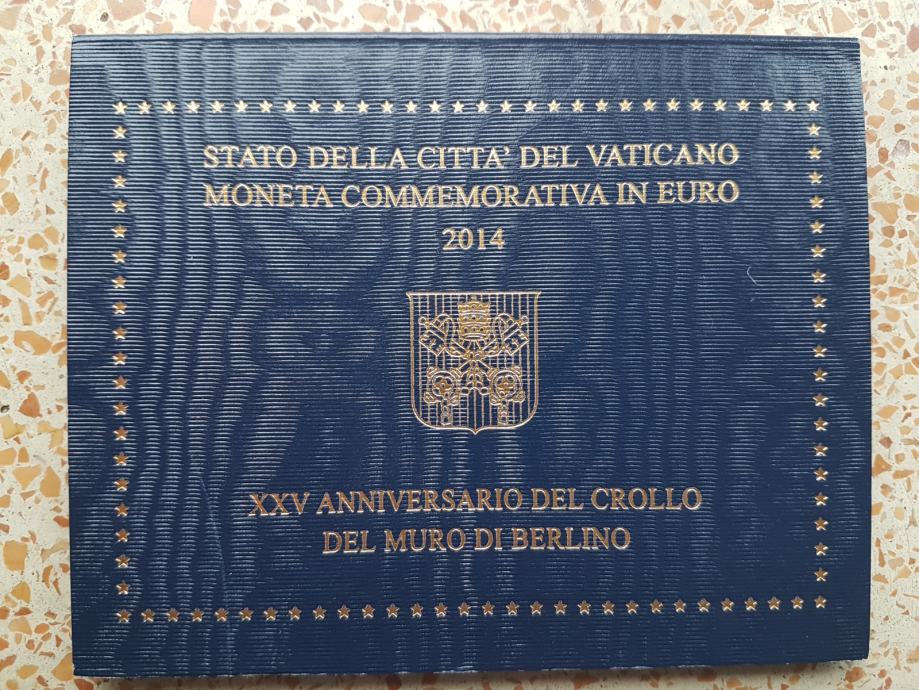 STATO DELLA CITTA' DEL VATICANO
MONETA COMMEMORATIVA IN EURO
2014
XXV ANNIVERSARIO DEL CROLLO
DEL MURO DI BERLINO